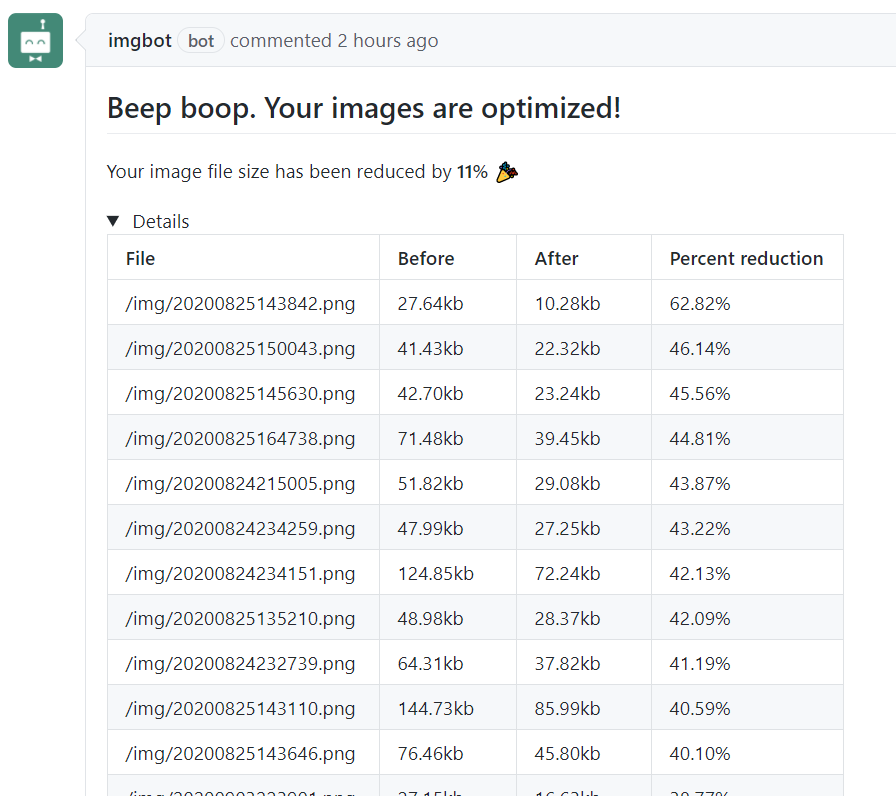 imgbot bot commented 2 hours ago
Beep boop. Your images are optimized!
Your image file size has been reduced by 11% 🎉
▼ Details
File Before After Percent reduction
/img/20200825143842.png 27.64kb 10.28kb 62.82%
/img/20200825150043.png 41.43kb 22.32kb 46.14%
/img/20200825145630.png 42.70kb 23.24kb 45.56%
/img/20200825164738.png 71.48kb 39.45kb 44.81%
/img/20200824215005.png 51.82kb 29.08kb 43.87%
/img/20200824234259.png 47.99kb 27.25kb 43.22%
/img/20200824234151.png 124.85kb 72.24kb 42.13%
/img/20200825135210.png 48.98kb 28.37kb 42.09%
/img/20200824232739.png 64.31kb 37.82kb 41.19%
/img/20200825143110.png 144.73kb 85.99kb 40.59%
/img/20200825143646.png 76.46kb 45.80kb 40.10%